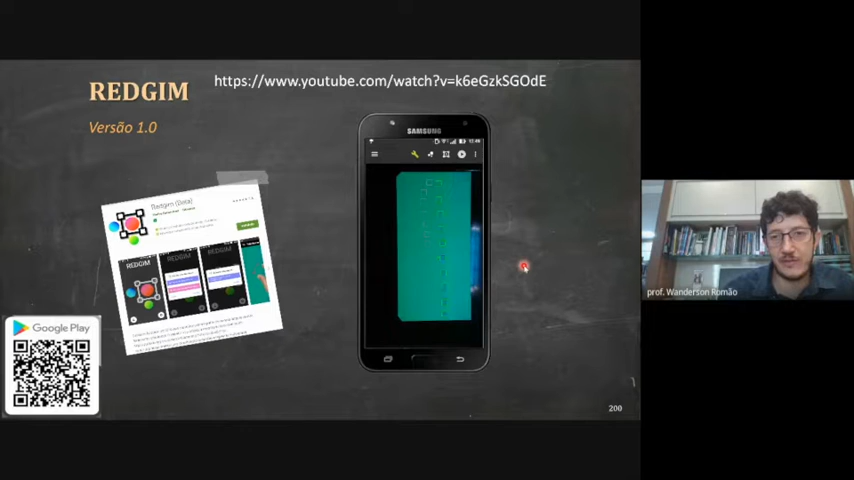 REDGIM
https://www.youtube.com/watch?v=k6eGzkSGOdE
Versão 1.0
SAMSUNG
Redgim (Beta)
REDGIM
REDGIM
Google Play
prof. Wanderson Romão
200